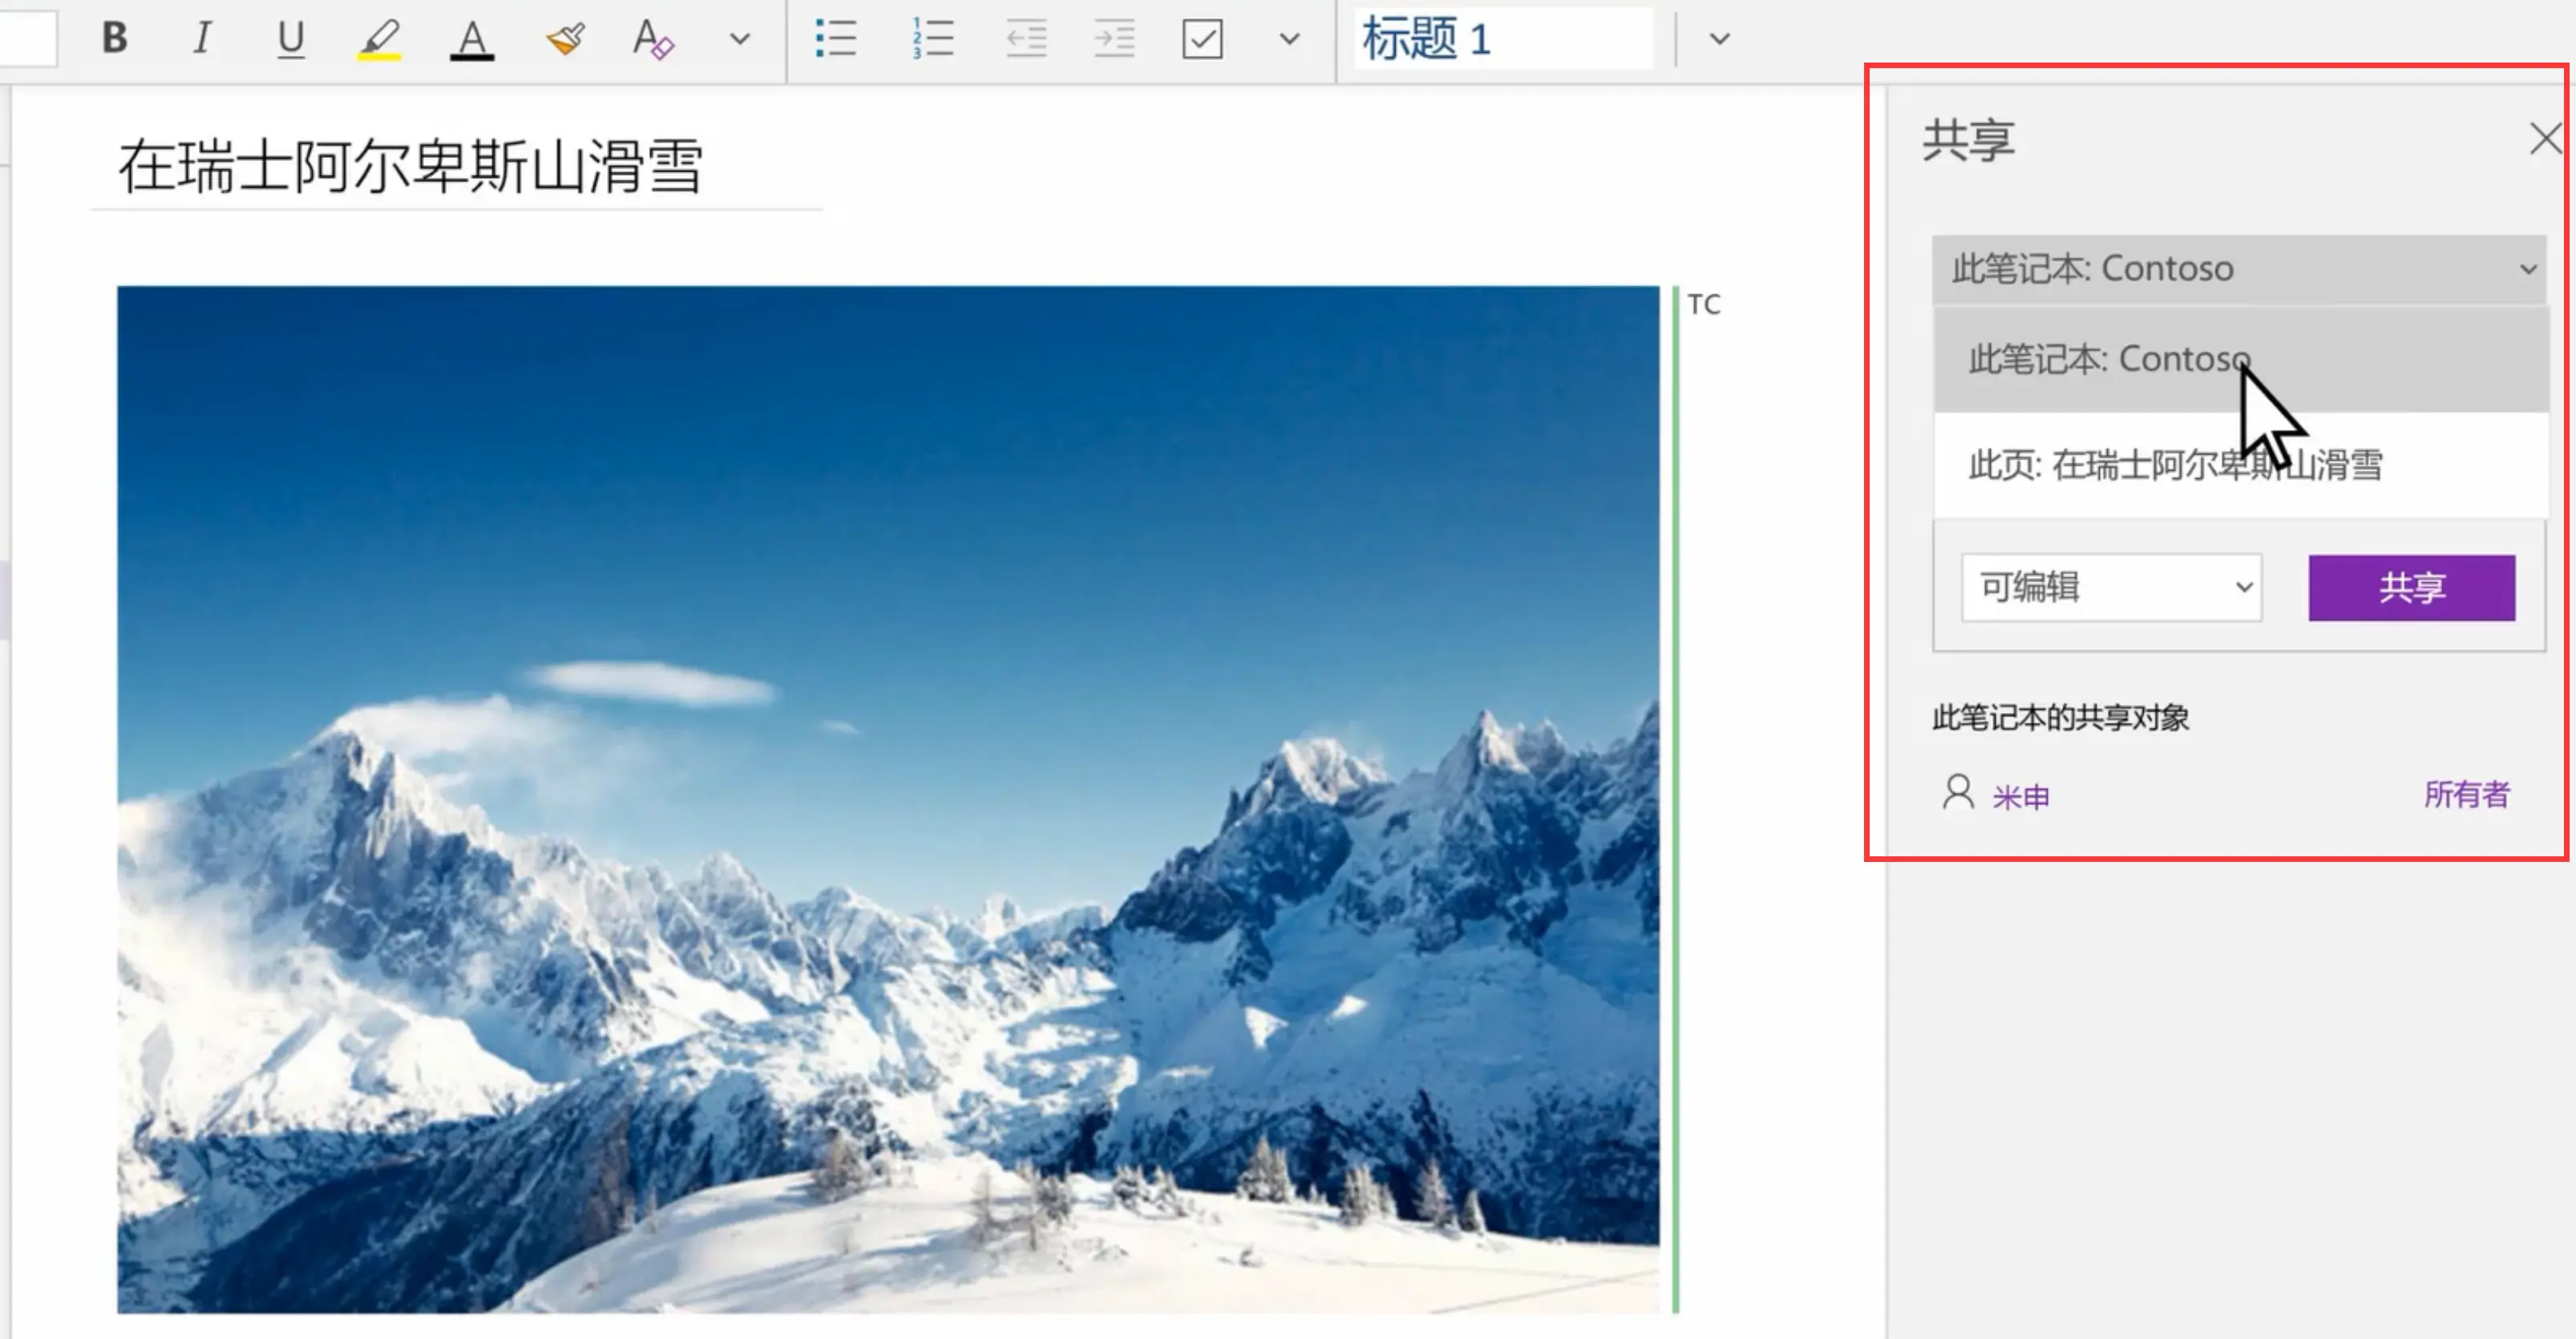 B I U A A
标题 1
在瑞士阿尔卑斯山滑雪
TC
共享
此笔记本: Contoso
此笔记本: Contoso
此页: 在瑞士阿尔卑斯山滑雪
可编辑 共享
此笔记本的共享对象
米申 所有者